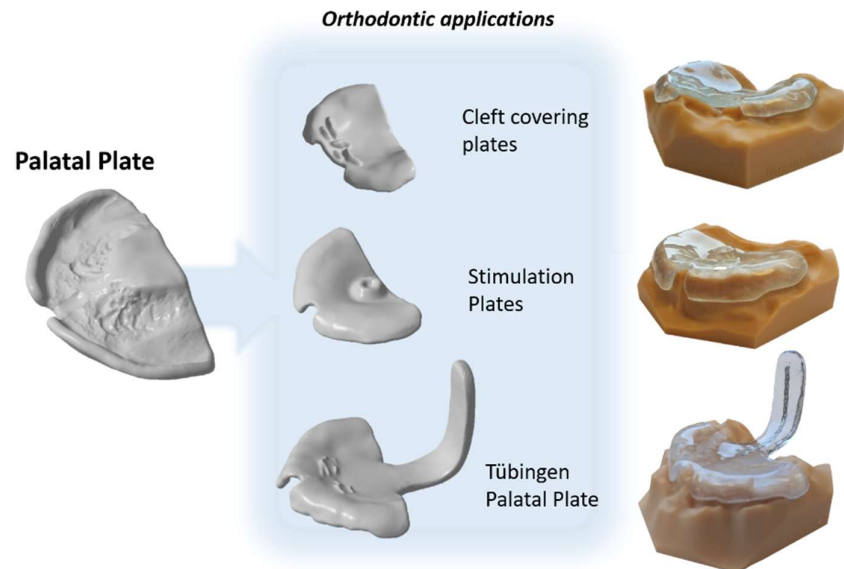 Orthodontic applications
Palatal Plate
Cleft covering
plates
Stimulation
Plates
Tübingen
Palatal Plate